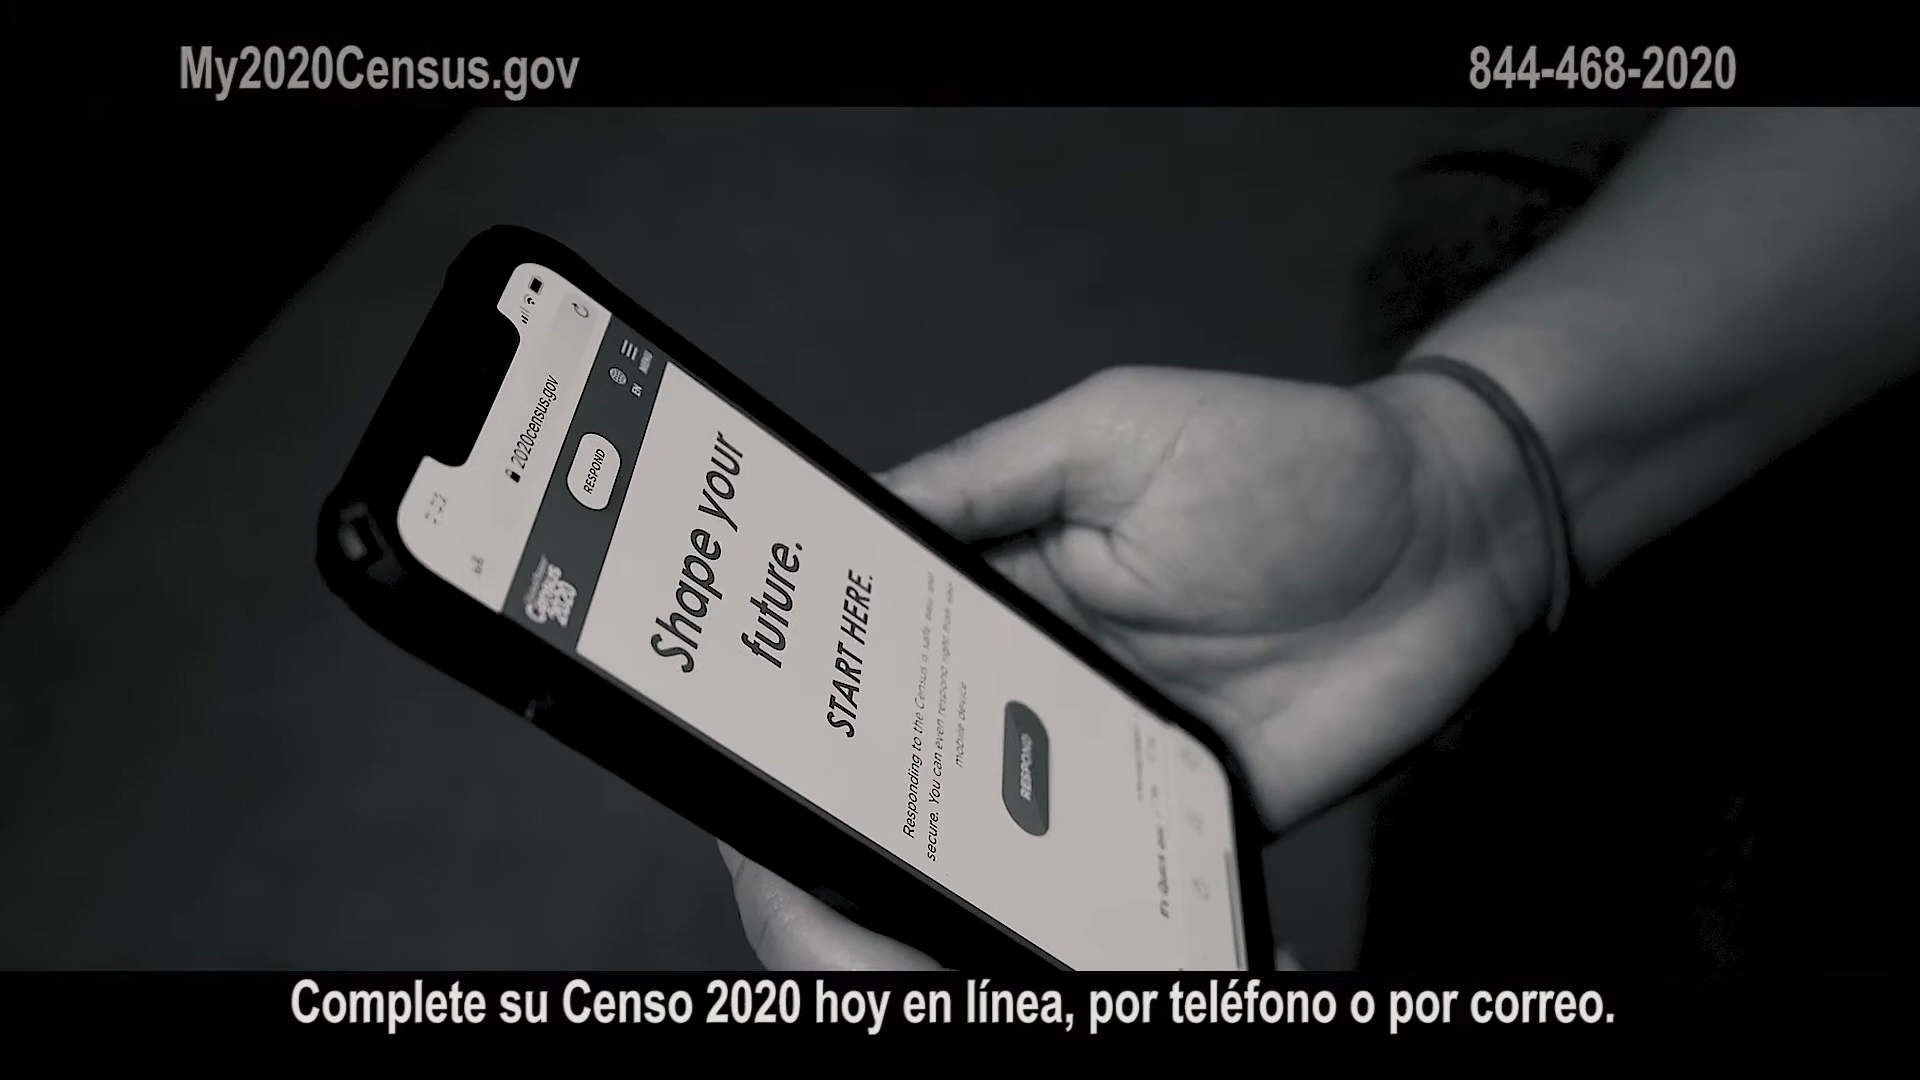 My2020Census.gov
844-468-2020
2020census.gov
EN
MENU
RESPOND
Census
2020
Shape your
future.
START HERE.
Responding to the Census is safe, easy and
secure. You can even respond right from your
mobile device
RESPOND
Complete su Censo 2020 hoy en línea, por teléfono o por correo.